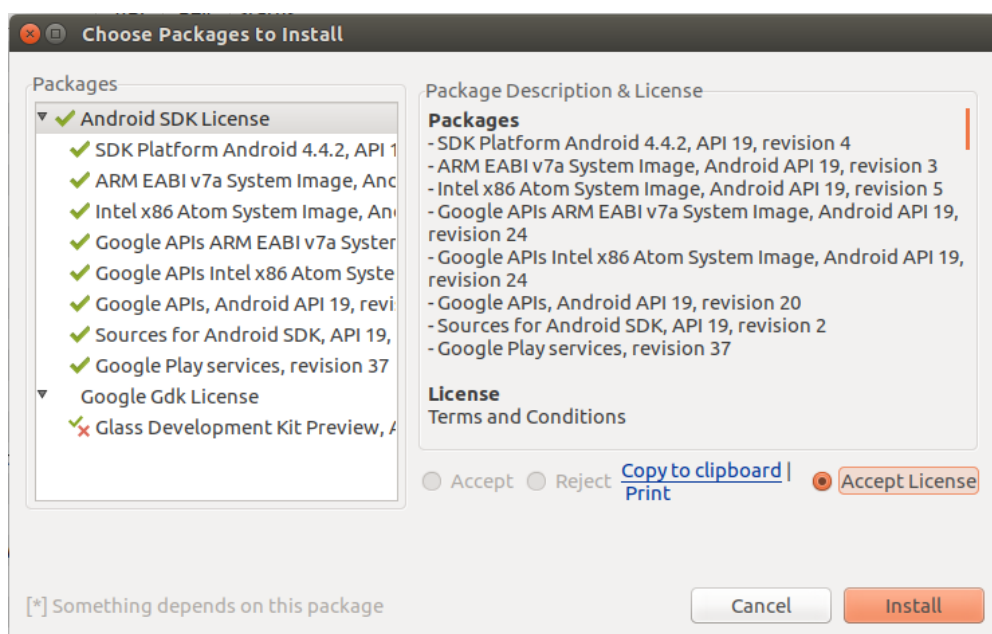 Choose Packages to Install
Packages
Android SDK License
SDK Platform Android 4.4.2, API 1
ARM EABI v7a System Image, And
Intel x86 Atom System Image, An
Google APIs ARM EABI v7a System
Google APIs Intel x86 Atom Syste
Google APIs, Android API 19, revi
Sources for Android SDK, API 19,
Google Play services, revision 37
Google Gdk License
Glass Development Kit Preview, A
Package Description & License
Packages
- SDK Platform Android 4.4.2, API 19, revision 4
- ARM EABI v7a System Image, Android API 19, revision 3
- Intel x86 Atom System Image, Android API 19, revision 5
- Google APIs ARM EABI v7a System Image, Android API 19,
revision 24
- Google APIs Intel x86 Atom System Image, Android API 19,
revision 24
- Google APIs, Android API 19, revision 20
- Sources for Android SDK, API 19, revision 2
- Google Play services, revision 37
License
Terms and Conditions
Accept Reject Copy to clipboard | Accept License
Print
[*] Something depends on this package
Cancel Install